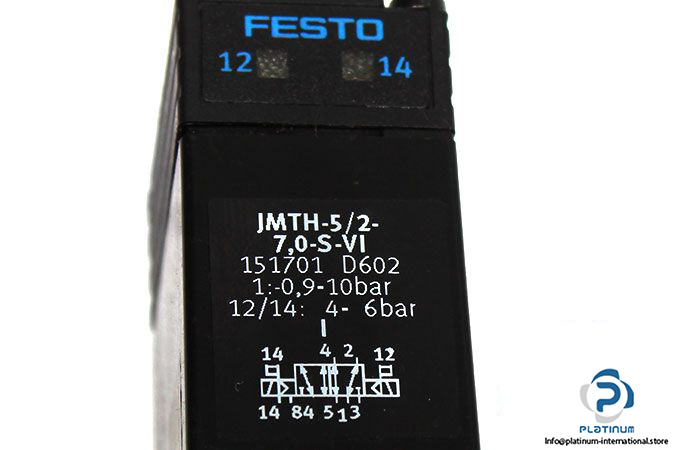 FESTO
12 14
JMTH-5/2-
7,0-S-VI
151701 D602
1:-0,9-10bar
12/14: 4- 6bar
14 4 2 12
14 84 5 1 3
PLATINUM
Info@platinum-international.store